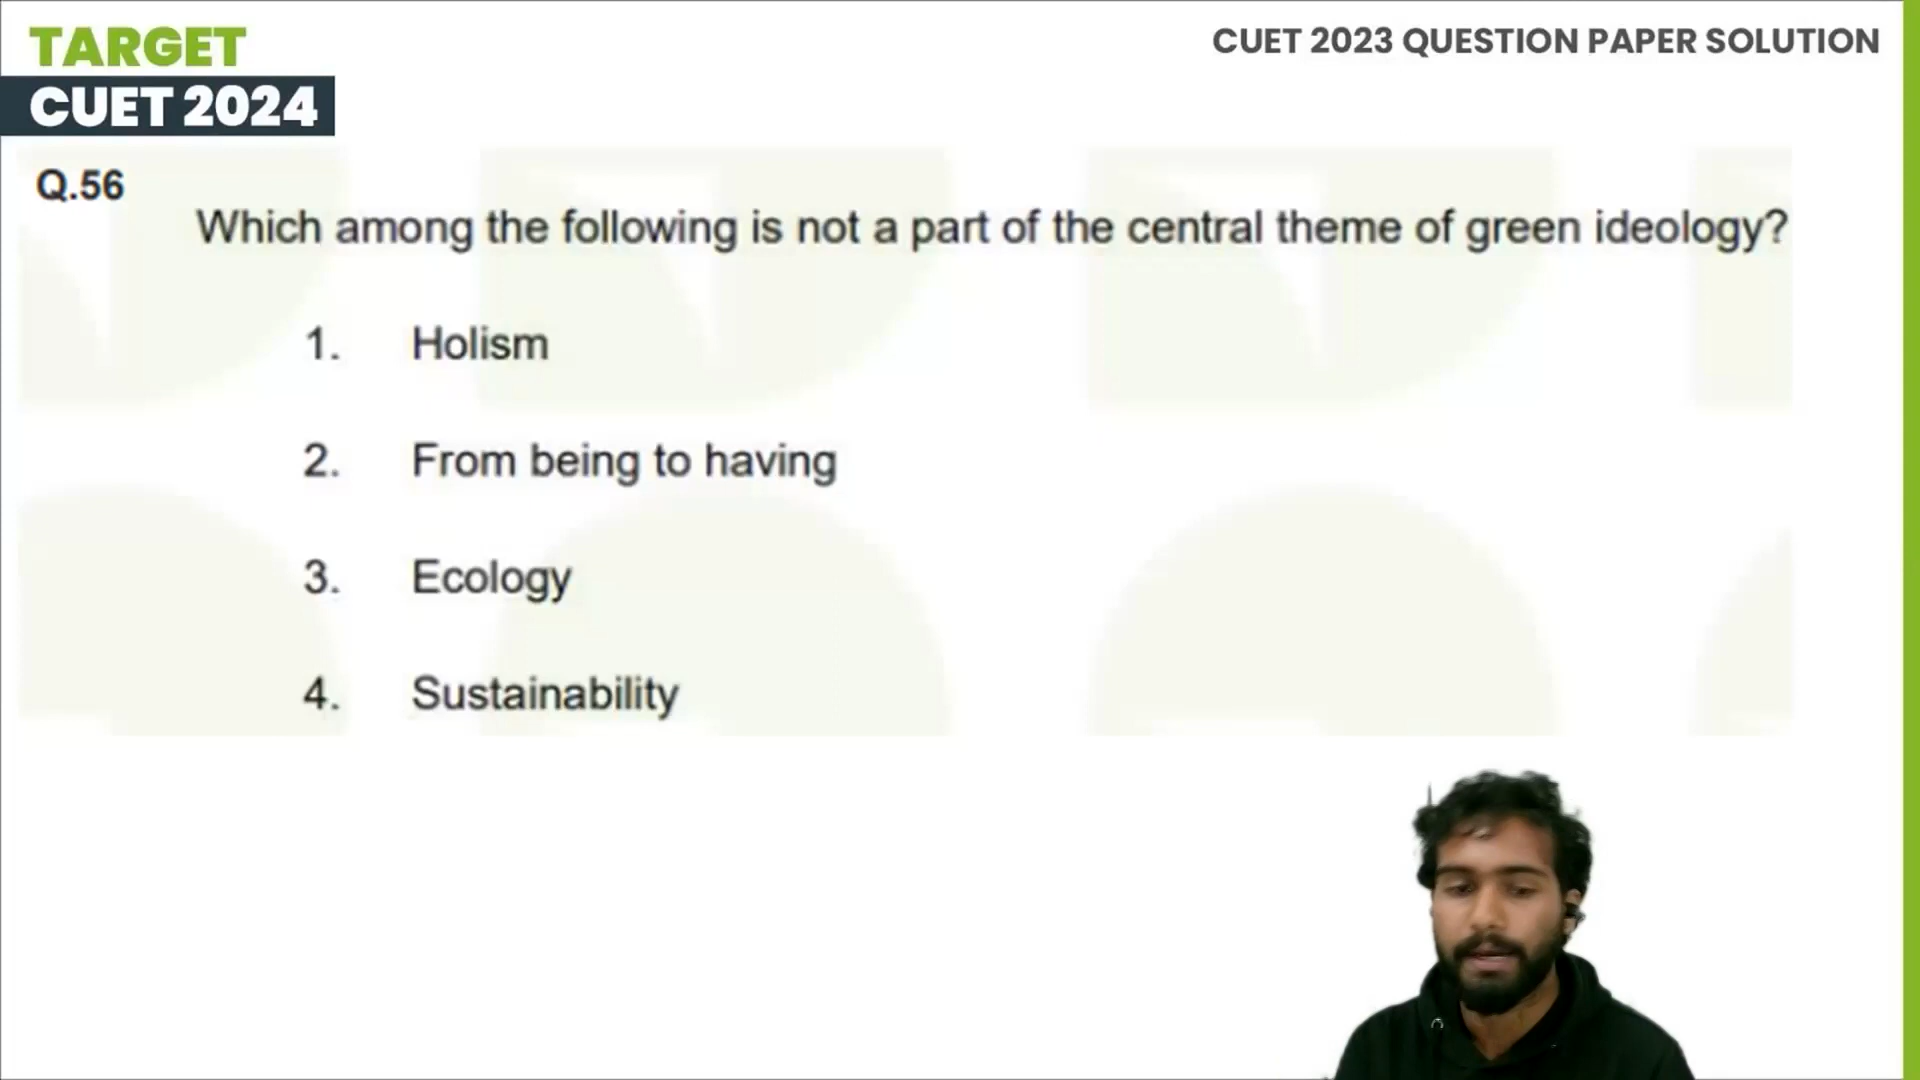 TARGET
CUET 2024
CUET 2023 QUESTION PAPER SOLUTION
Q.56
Which among the following is not a part of the central theme of green ideology?
1. Holism
2. From being to having
3. Ecology
4. Sustainability